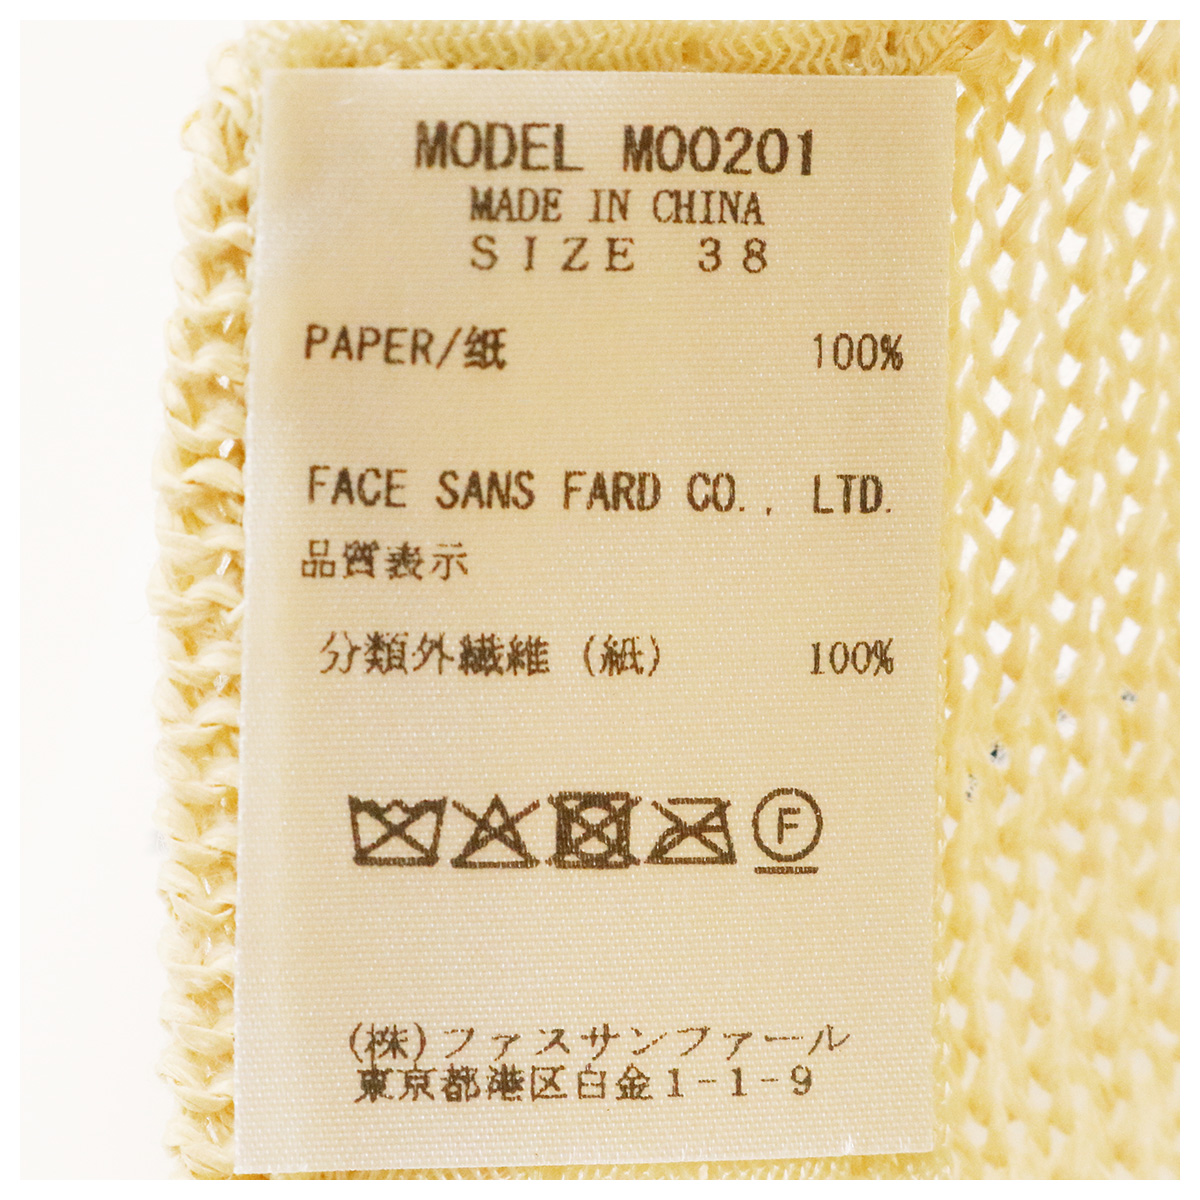 MODEL M00201
MADE IN CHINA
SIZE 38
PAPER/纸 100%
FACE SANS FARD CO., LTD.
品質表示
分類外繊維 (紙) 100%
F
(株)ファスサンファール
東京都港区白金1-1-9